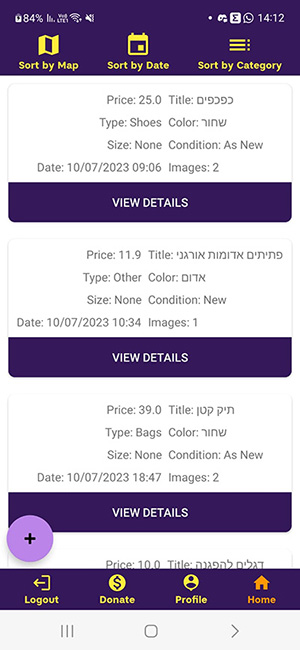 84% 14:12
Sort by Map Sort by Date Sort by Category
Price: 25.0 Title: כפכפים
Type: Shoes Color: שחור
Size: None Condition: As New
Date: 10/07/2023 09:06 Images: 2
VIEW DETAILS
Price: 11.9 Title: פתיתים אדומות אורגני
Type: Other Color: אדום
Size: None Condition: New
Date: 10/07/2023 10:34 Images: 1
VIEW DETAILS
Price: 39.0 Title: תיק קטן
Type: Bags Color: שחור
Size: None Condition: As New
Date: 10/07/2023 18:47 Images: 2
VIEW DETAILS
Price: 10.0 Title: דגלים להפגנה
Logout Donate Profile Home